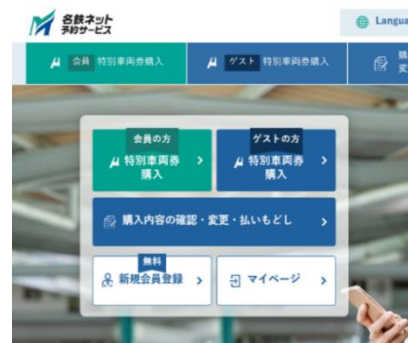 名鉄ネット
予約サービス
Langua
会員 特別車両券購入
ゲスト 特別車両券購入
購
変
会員の方
特別車両券
購入
ゲストの方
特別車両券
購入
購入内容の確認・変更・払いもどし
無料
新規会員登録
マイページ